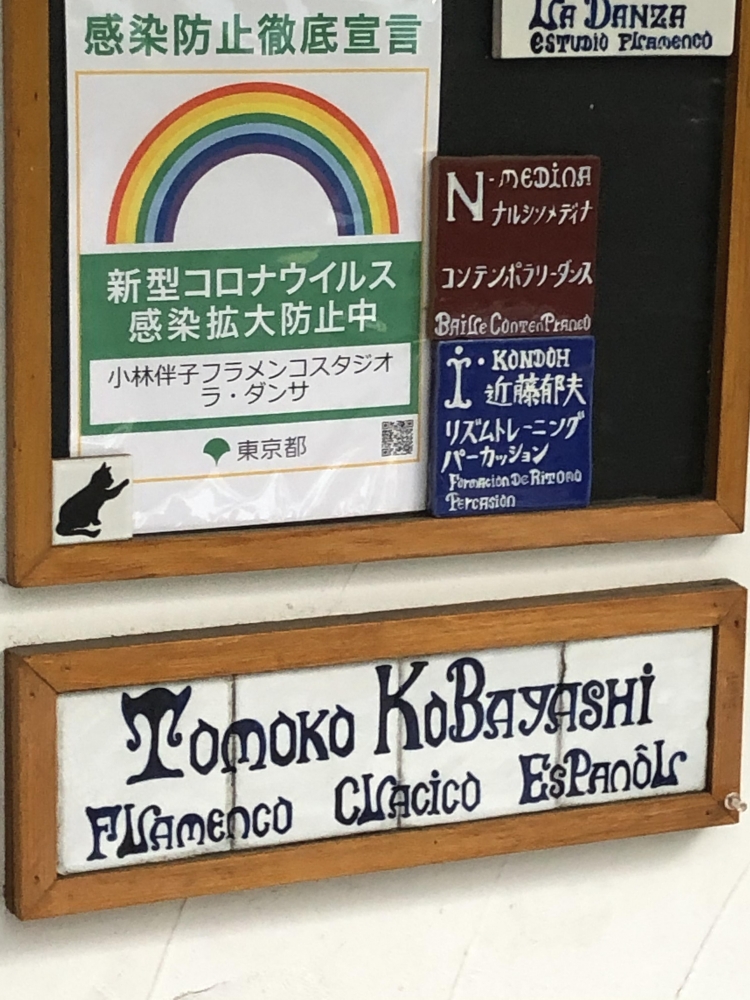 感染防止徹底宣言
新型コロナウイルス
感染拡大防止中
小林伴子フラメンコスタジオ
ラ・ダンサ
東京都
LA DANZA
ESTUDIO FLAMENCO
N-MEDINA
ナルシソメディナ
コンテンポラリーダンス
BAILE CONTENPRANEO
i・KONDOH
近藤郁夫
リズムトレーニング
パーカッション
FORMACION DE RITOMO
PERCASION
TOMOKO KOBAYASHI
FLAMENCO CLACICO ESPAÑOL